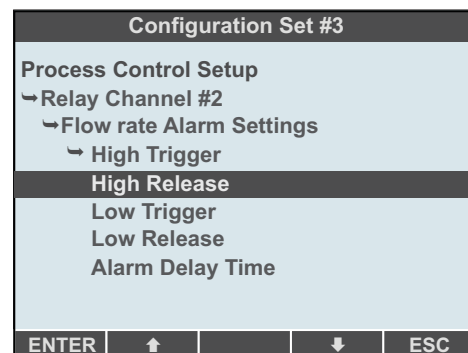 Configuration Set #3
Process Control Setup
➥Relay Channel #2
➥Flow rate Alarm Settings
➥ High Trigger
High Release
Low Trigger
Low Release
Alarm Delay Time
ENTER ⬆ ⬇ ESC